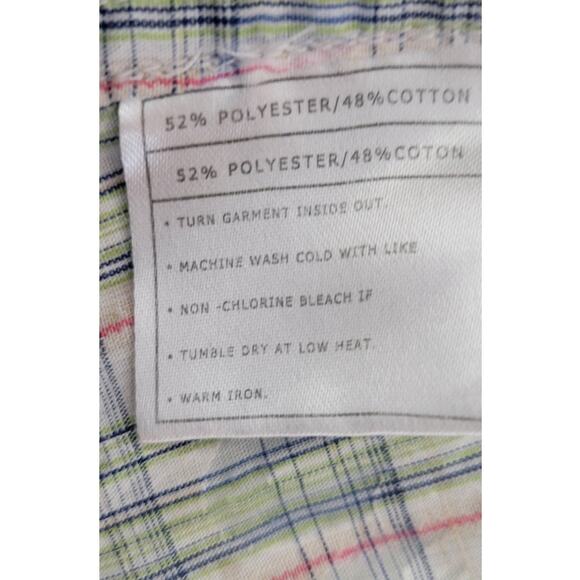 52% POLYESTER/48%COTTON
52% POLYESTER/48%COTON
• TURN GARMENT INSIDE OUT.
• MACHINE WASH COLD WITH LIKE
• NON -CHLORINE BLEACH IF
• TUMBLE DRY AT LOW HEAT.
• WARM IRON.